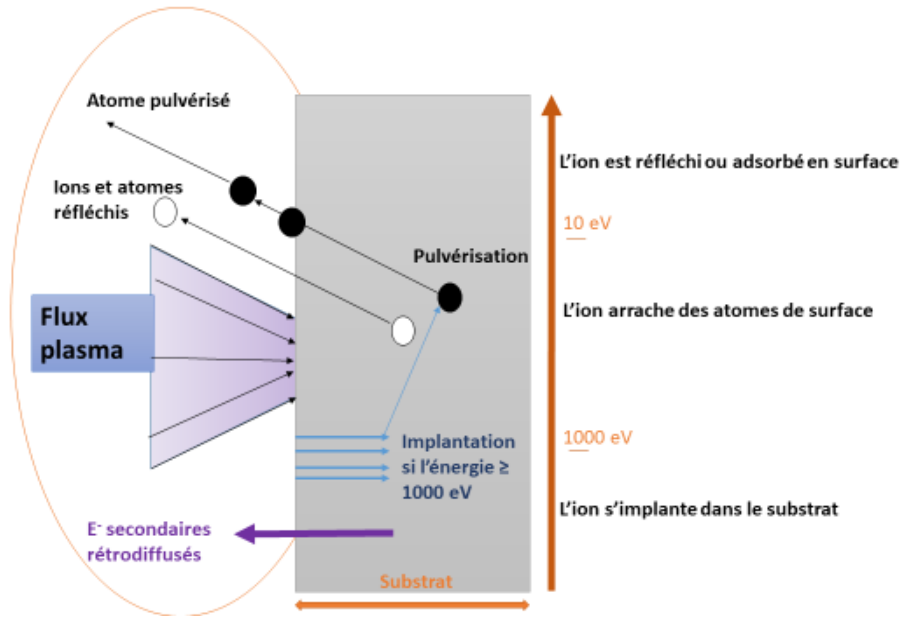 Atome pulvérisé
Ions et atomes
réfléchis
Pulvérisation
Flux
plasma
Implantation
si l'énergie ≥
1000 eV
E⁻ secondaires
rétrodiffusés
Substrat
L'ion est réfléchi ou adsorbé en surface
10 eV
L'ion arrache des atomes de surface
1000 eV
L'ion s'implante dans le substrat